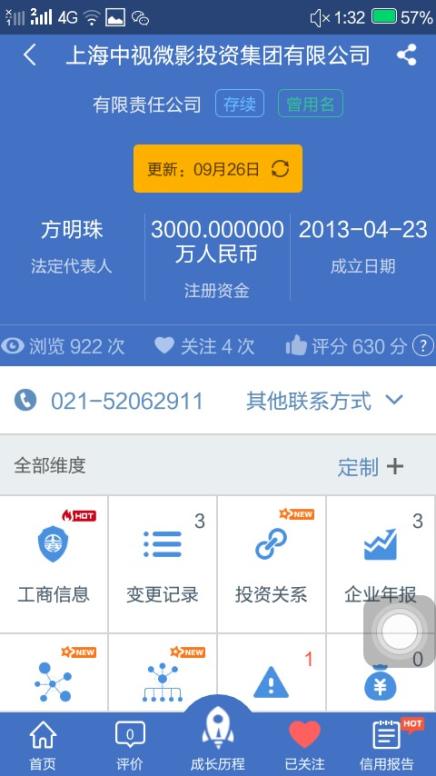 4G 1:32 57%
上海中视微影投资集团有限公司
有限责任公司 存续 曾用名
更新：09月26日
方明珠 3000.000000 2013-04-23
万人民币
法定代表人 成立日期
注册资金
浏览 922 次 关注 4 次 评分 630 分 ?
021-52062911 其他联系方式
全部维度 定制 +
HOT 3 NEW 3
工商信息 变更记录 投资关系 企业年报
NEW NEW 1 0
0 HOT
首页 评价 成长历程 已关注 信用报告